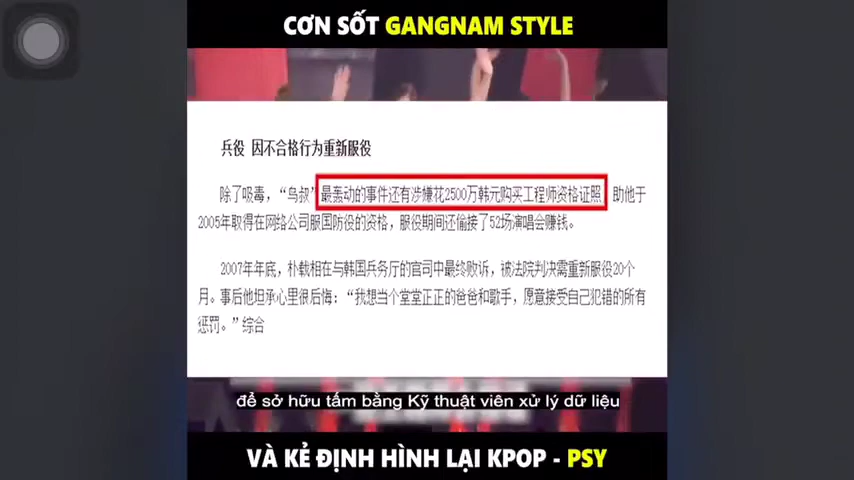 CƠN SỐT GANGNAM STYLE
兵役 因不合格行为重新服役
除了吸毒，“鸟叔”最轰动的事件还有涉嫌花2500万韩元购买工程师资格证照，助他于
2005年取得在网络公司服国防役的资格，服役期间还偷接了52场演唱会赚钱。
2007年年底，朴载相在与韩国兵务厅的官司中最终败诉，被法院判决需重新服役20个
月。事后他坦承心里很后悔：“我想当个堂堂正正的爸爸和歌手，愿意接受自己犯错的所有
惩罚。”综合
để sở hữu tấm bằng Kỹ thuật viên xử lý dữ liệu
VÀ KẺ ĐỊNH HÌNH LẠI KPOP - PSY